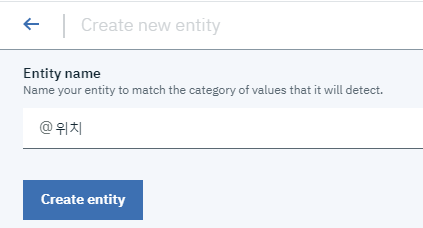 Create new entity
Entity name
Name your entity to match the category of values that it will detect.
@위치
Create entity